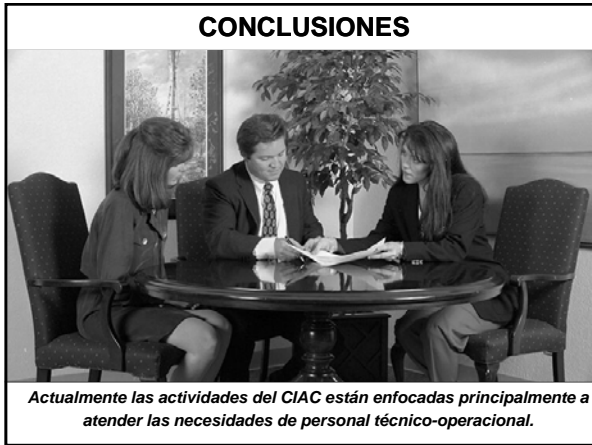 CONCLUSIONES
Actualmente las actividades del CIAC están enfocadas principalmente a
atender las necesidades de personal técnico-operacional.